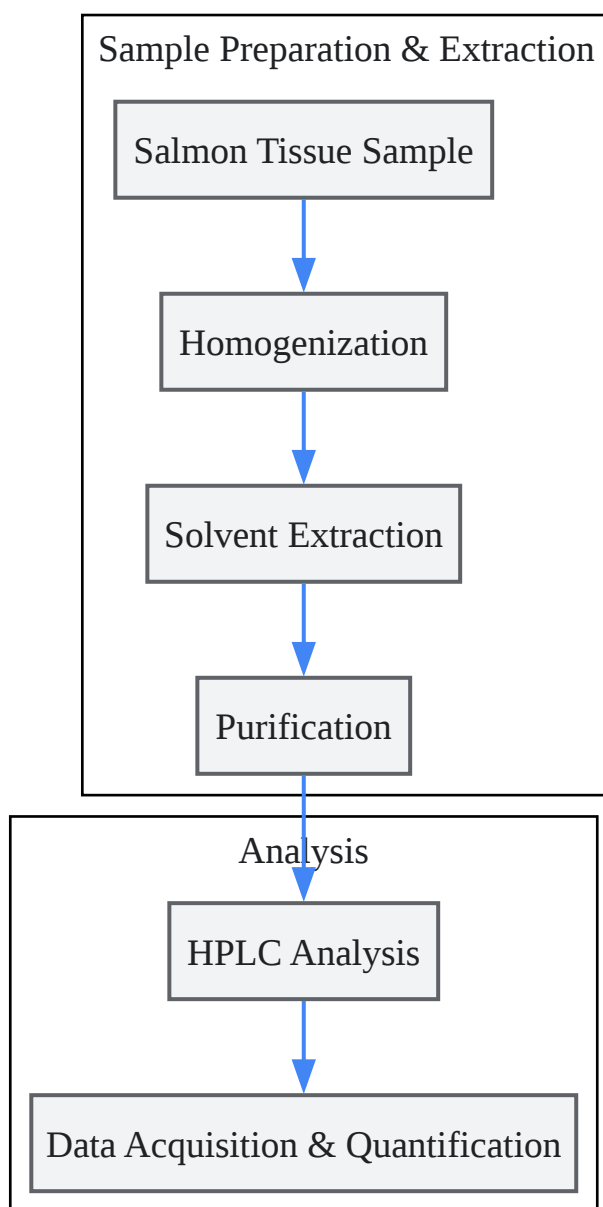 Sample Preparation & Extraction
Salmon Tissue Sample
Homogenization
Solvent Extraction
Purification
Analysis
HPLC Analysis
Data Acquisition & Quantification